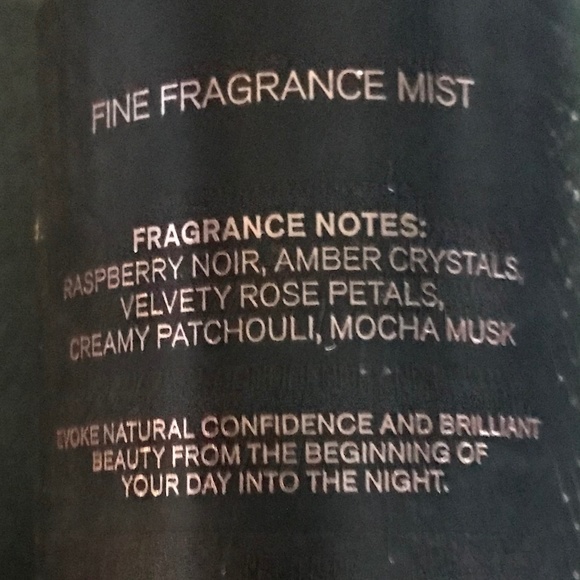 FINE FRAGRANCE MIST
FRAGRANCE NOTES:
RASPBERRY NOIR, AMBER CRYSTALS,
VELVETY ROSE PETALS,
CREAMY PATCHOULI, MOCHA MUSK
EVOKE NATURAL CONFIDENCE AND BRILLIANT
BEAUTY FROM THE BEGINNING OF
YOUR DAY INTO THE NIGHT.